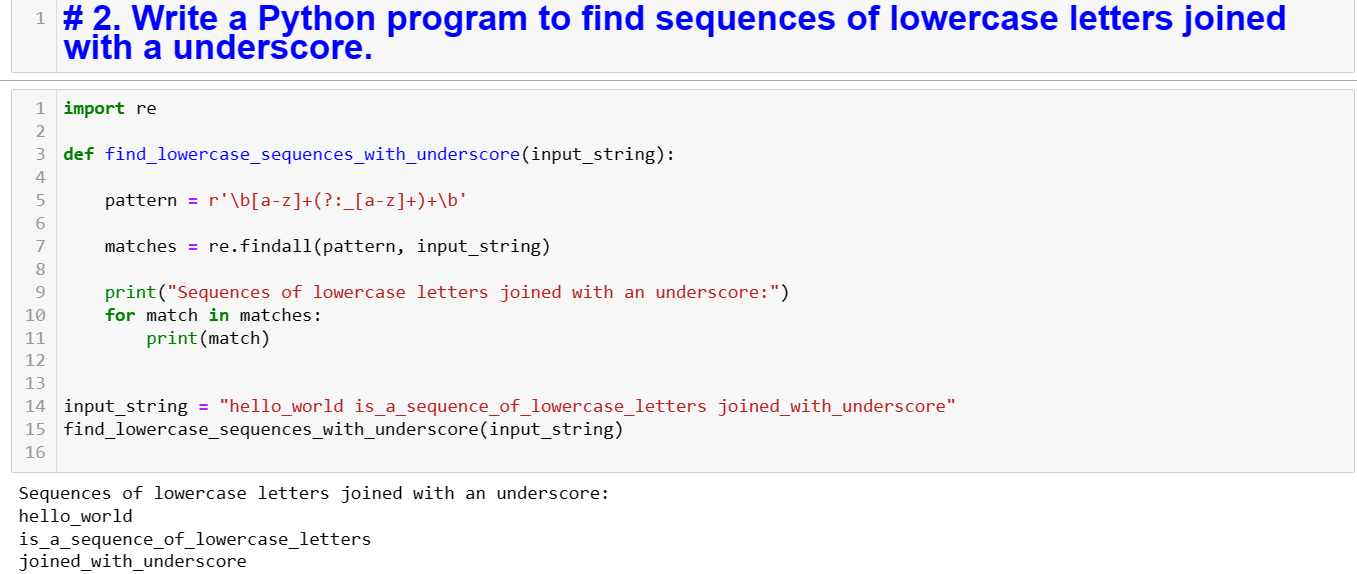 1 # 2. Write a Python program to find sequences of lowercase letters joined
with a underscore.
1 import re
2
3 def find_lowercase_sequences_with_underscore(input_string):
4
5     pattern = r'\b[a-z]+(?:_[a-z]+)+\b'
6
7     matches = re.findall(pattern, input_string)
8
9     print("Sequences of lowercase letters joined with an underscore:")
10     for match in matches:
11         print(match)
12
13
14 input_string = "hello_world is_a_sequence_of_lowercase_letters joined_with_underscore"
15 find_lowercase_sequences_with_underscore(input_string)
16
Sequences of lowercase letters joined with an underscore:
hello_world
is_a_sequence_of_lowercase_letters
joined_with_underscore